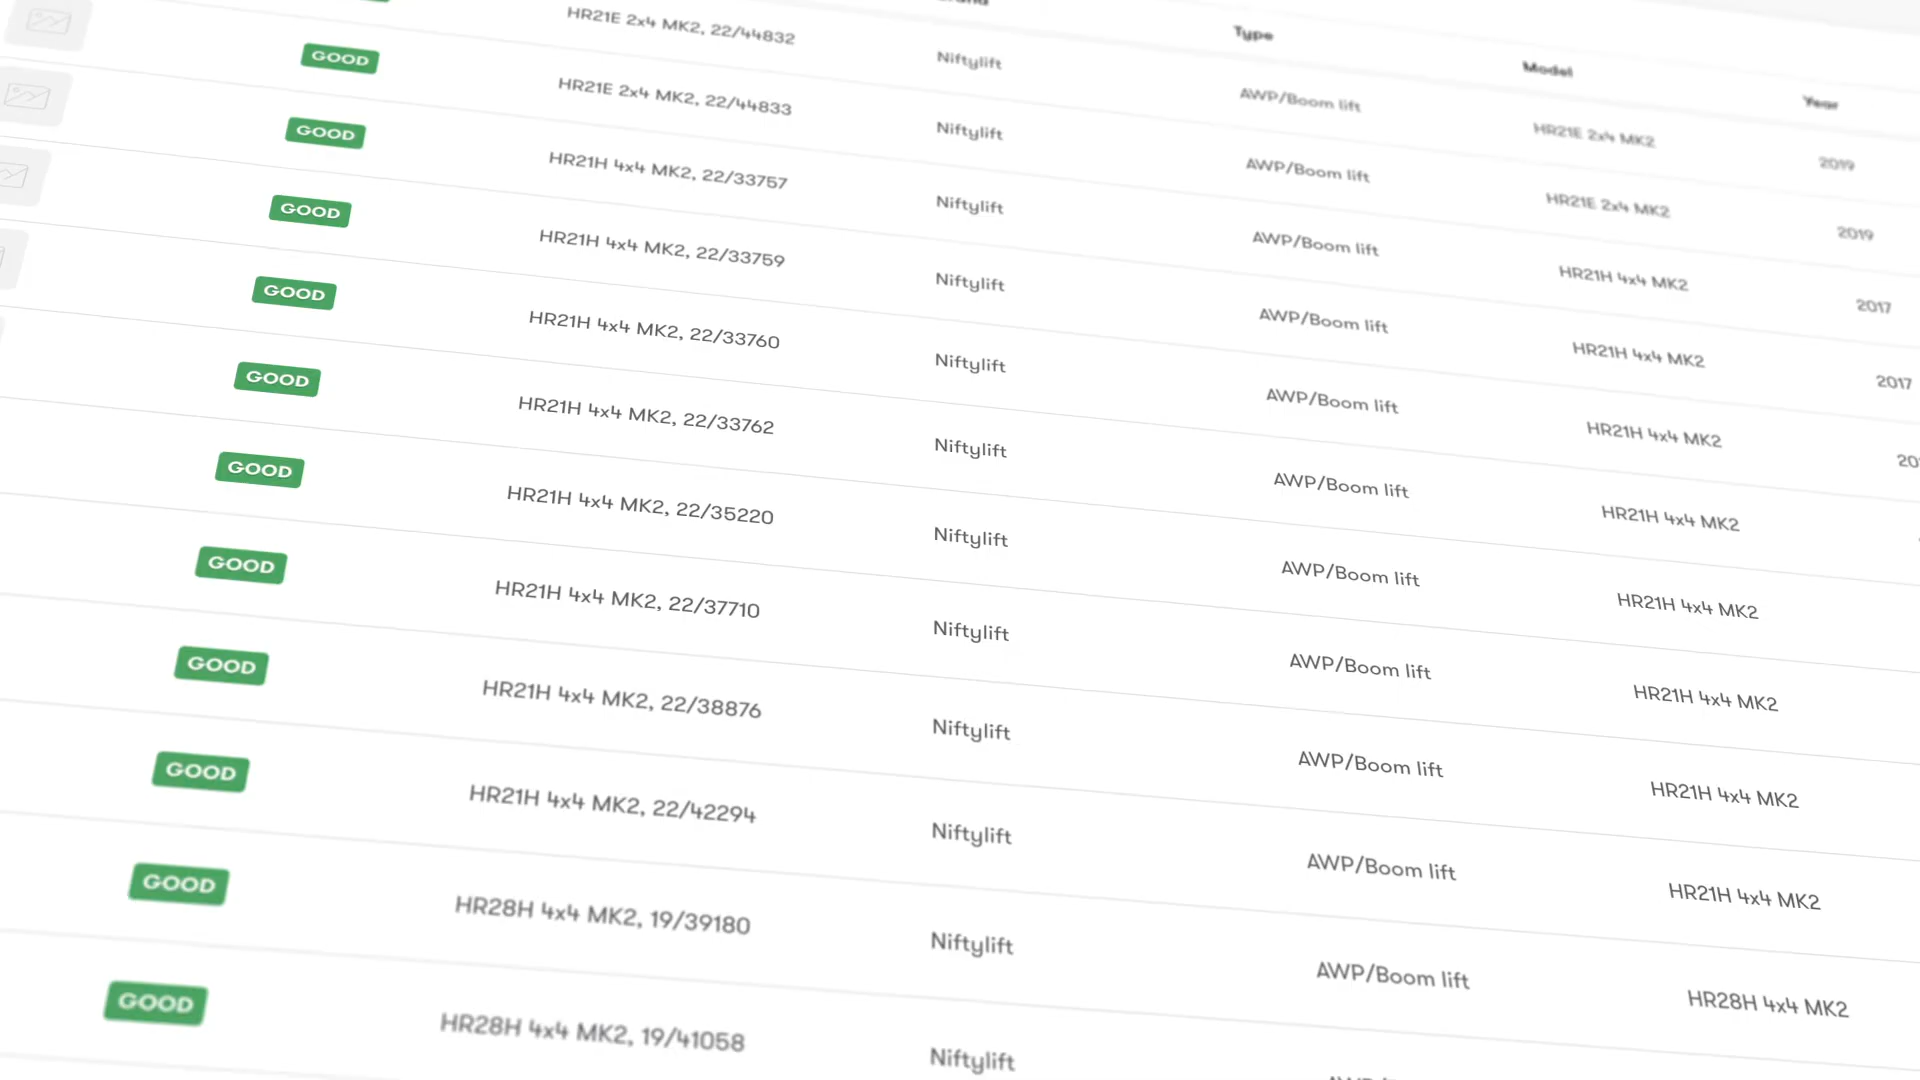 Type Model Year
HR21E 2x4 MK2, 22/44832 Niftylift AWP/Boom lift HR21E 2x4 MK2 2019
GOOD HR21E 2x4 MK2, 22/44833 Niftylift AWP/Boom lift HR21E 2x4 MK2 2019
GOOD HR21H 4x4 MK2, 22/33757 Niftylift AWP/Boom lift HR21H 4x4 MK2 2017
GOOD HR21H 4x4 MK2, 22/33759 Niftylift AWP/Boom lift HR21H 4x4 MK2 2017
GOOD HR21H 4x4 MK2, 22/33760 Niftylift AWP/Boom lift HR21H 4x4 MK2
GOOD HR21H 4x4 MK2, 22/33762 Niftylift AWP/Boom lift HR21H 4x4 MK2
GOOD HR21H 4x4 MK2, 22/35220 Niftylift AWP/Boom lift HR21H 4x4 MK2
GOOD HR21H 4x4 MK2, 22/37710 Niftylift AWP/Boom lift HR21H 4x4 MK2
GOOD HR21H 4x4 MK2, 22/38876 Niftylift AWP/Boom lift HR21H 4x4 MK2
GOOD HR21H 4x4 MK2, 22/42294 Niftylift AWP/Boom lift HR21H 4x4 MK2
GOOD HR28H 4x4 MK2, 19/39180 Niftylift AWP/Boom lift HR28H 4x4 MK2
GOOD HR28H 4x4 MK2, 19/41058 Niftylift